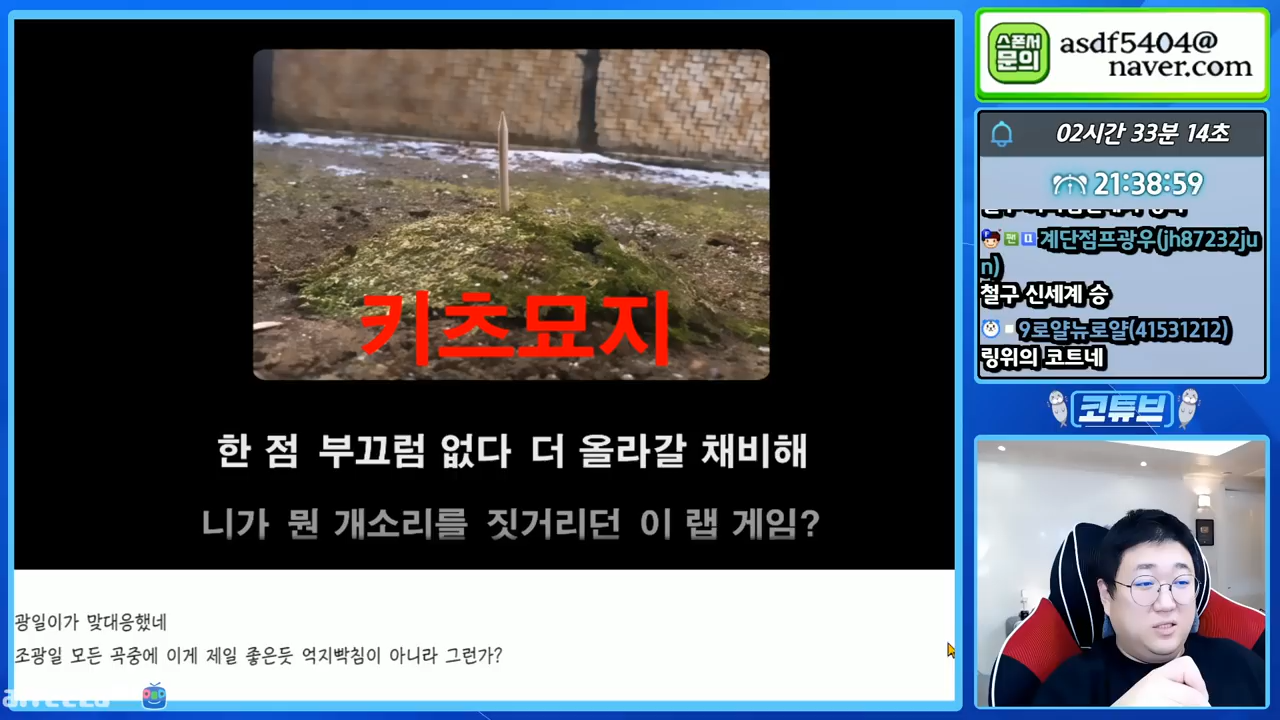 키츠묘지
한 점 부끄럼 없다 더 올라갈 채비해
니가 뭔 개소리를 짓거리던 이 랩 게임?
광일이가 맞대응했네
조광일 모든 곡중에 이게 제일 좋은듯 억지빡침이 아니라 그런가?
스폰서
문의
asdf5404@
naver.com
02시간 33분 14초
21:38:59
팬
계단점프광우(jh87232ju
n)
철구 신세계 승
9로얄뉴로얄(41531212)
링위의 코트네
코튜브